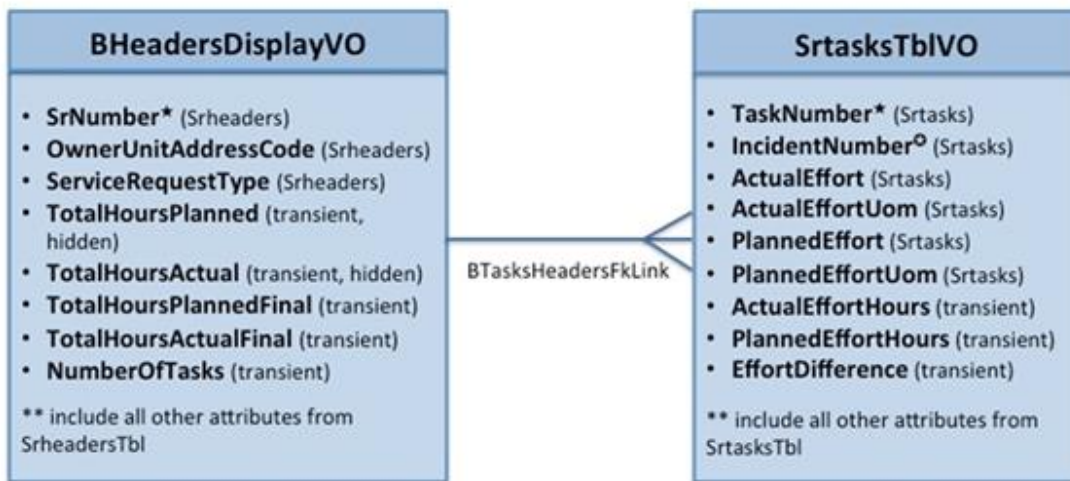 BHeadersDisplayVO
• SrNumber★ (Srheaders)
• OwnerUnitAddressCode (Srheaders)
• ServiceRequestType (Srheaders)
• TotalHoursPlanned (transient,
hidden)
• TotalHoursActual (transient, hidden)
• TotalHoursPlannedFinal (transient)
• TotalHoursActualFinal (transient)
• NumberOfTasks (transient)
** include all other attributes from
SrheadersTbl
BTasksHeadersFkLink
SrtasksTblVO
• TaskNumber★ (Srtasks)
• IncidentNumber✪ (Srtasks)
• ActualEffort (Srtasks)
• ActualEffortUom (Srtasks)
• PlannedEffort (Srtasks)
• PlannedEffortUom (Srtasks)
• ActualEffortHours (transient)
• PlannedEffortHours (transient)
• EffortDifference (transient)
** include all other attributes from
SrtasksTbl